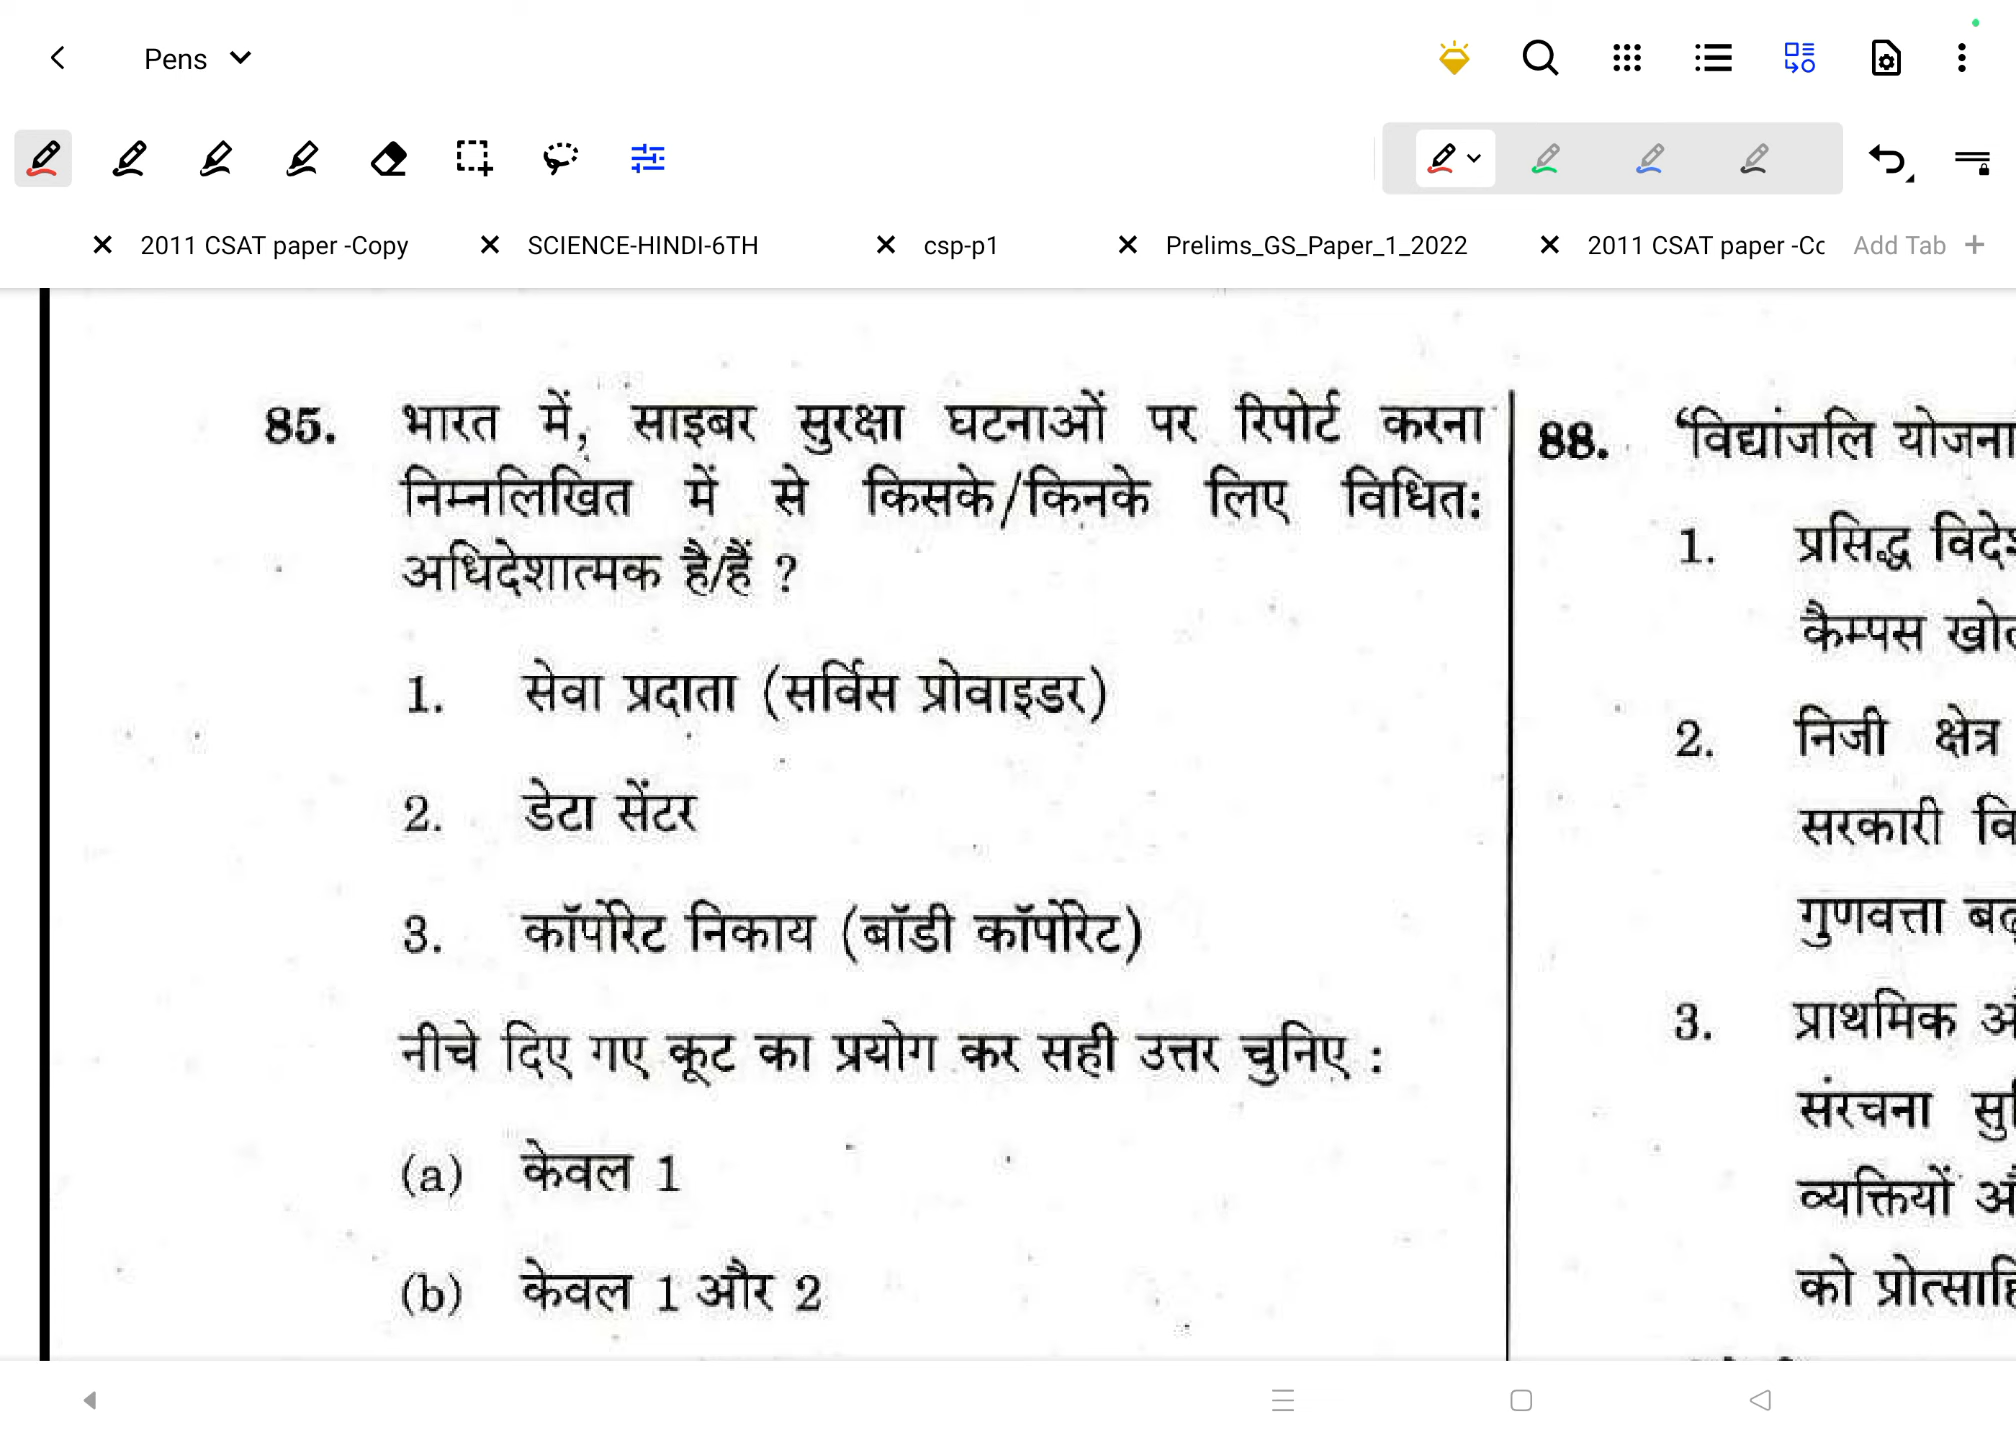 Pens
2011 CSAT paper -Copy
SCIENCE-HINDI-6TH
csp-p1
Prelims_GS_Paper_1_2022
2011 CSAT paper -Cc
Add Tab +
85. भारत में, साइबर सुरक्षा घटनाओं पर रिपोर्ट करना
निम्नलिखित में से किसके/किनके लिए विधितः
अधिदेशात्मक है/हैं ?
1. सेवा प्रदाता (सर्विस प्रोवाइडर)
2. डेटा सेंटर
3. कॉर्पोरेट निकाय (बॉडी कॉर्पोरेट)
नीचे दिए गए कूट का प्रयोग कर सही उत्तर चुनिए :
(a) केवल 1
(b) केवल 1 और 2
88. 'विद्यांजलि योजना
1. प्रसिद्ध
कैम्पस
2. निजी क्षेत्र
सरकारी
गुणवत्ता
3. प्राथमिक
संरचना
व्यक्तियों
को